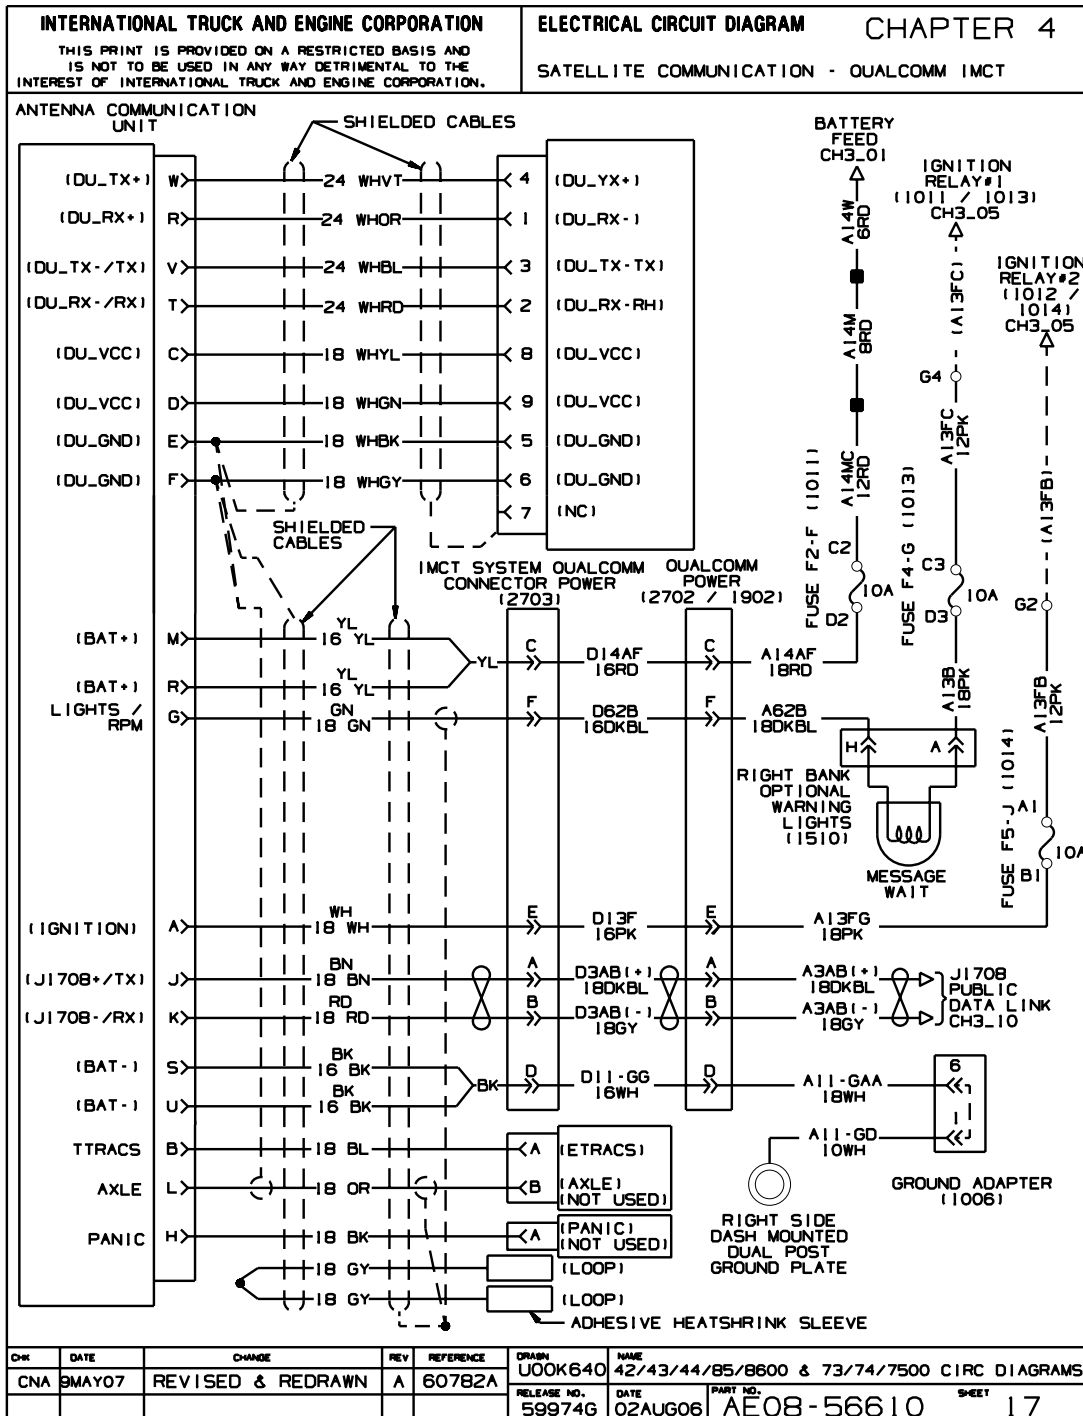 INTERNATIONAL TRUCK AND ENGINE CORPORATION
THIS PRINT IS PROVIDED ON A RESTRICTED BASIS AND
IS NOT TO BE USED IN ANY WAY DETRIMENTAL TO THE
INTEREST OF INTERNATIONAL TRUCK AND ENGINE CORPORATION.
ELECTRICAL CIRCUIT DIAGRAM
CHAPTER 4
SATELLITE COMMUNICATION - QUALCOMM IMCT
ANTENNA COMMUNICATION
UNIT
SHIELDED CABLES
(DU_TX+) W 24 WHVT 4 (DU_YX+)
(DU_RX+) R 24 WHOR 1 (DU_RX-)
(DU_TX-/TX) V 24 WHBL 3 (DU_TX-TX)
(DU_RX-/RX) T 24 WHRD 2 (DU_RX-RH)
(DU_VCC) C 18 WHYL 8 (DU_VCC)
(DU_VCC) D 18 WHGN 9 (DU_VCC)
(DU_GND) E 18 WHBK 5 (DU_GND)
(DU_GND) F 18 WHGY 6 (DU_GND)
7 (NC)
SHIELDED
CABLES
IMCT SYSTEM QUALCOMM
CONNECTOR POWER
(2703)
QUALCOMM
POWER
(2702 / 1902)
BATTERY
FEED
CH3_01
A14W
6RD
A14M
8RD
A14MC
12RD
FUSE F2-F (1011)
C2
10A
D2
IGNITION
RELAY#1
(1011 / 1013)
CH3_05
(A13FC)
G4
A13FC
12PK
FUSE F4-G (1013)
C3
10A
D3
A13B
18PK
IGNITION
RELAY#2
(1012 /
1014)
CH3_05
(A13FB)
G2
A13FB
12PK
FUSE F5-J (1014)
A1
10A
B1
(BAT+) M YL
16 YL
(BAT+) R YL
16 YL
YL C D14AF
16RD C A14AF
18RD
LIGHTS /
RPM G GN
18 GN F D62B
16DKBL F A62B
18DKBL
H A
RIGHT BANK
OPTIONAL
WARNING
LIGHTS
(1510)
MESSAGE
WAIT
(IGNITION) A WH
18 WH E D13F
16PK E A13FG
18PK
(J1708+/TX) J BN
18 BN A D3AB(+)
18DKBL A A3AB(+)
18DKBL
(J1708-/RX) K RD
18 RD B D3AB(-)
18GY B A3AB(-)
18GY
J1708
PUBLIC
DATA LINK
CH3_10
(BAT-) S BK
16 BK
(BAT-) U BK
16 BK
BK D D11-GG
16WH D A11-GAA
18WH 6
A11-GD
10WH 1
GROUND ADAPTER
(1006)
RIGHT SIDE
DASH MOUNTED
DUAL POST
GROUND PLATE
TTRACS B 18 BL A (ETRACS)
AXLE L 18 OR B (AXLE)
(NOT USED)
PANIC H 18 BK A (PANIC)
(NOT USED)
18 GY (LOOP)
18 GY (LOOP)
ADHESIVE HEATSHRINK SLEEVE
CHK DATE CHANGE REV REFERENCE
CNA 9MAY07 REVISED & REDRAWN A 60782A
DRAWN
U00K640
NAME
42/43/44/85/8600 & 73/74/7500 CIRC DIAGRAMS
RELEASE NO.
59974G
DATE
02AUG06
PART NO.
AE08-56610
SHEET
17